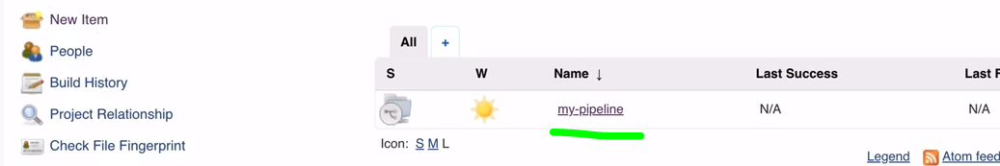 New Item
People
Build History
Project Relationship
Check File Fingerprint
All +
S W Name ↓ Last Success Last F
my-pipeline N/A N/A
Icon: S M L
Legend Atom feed